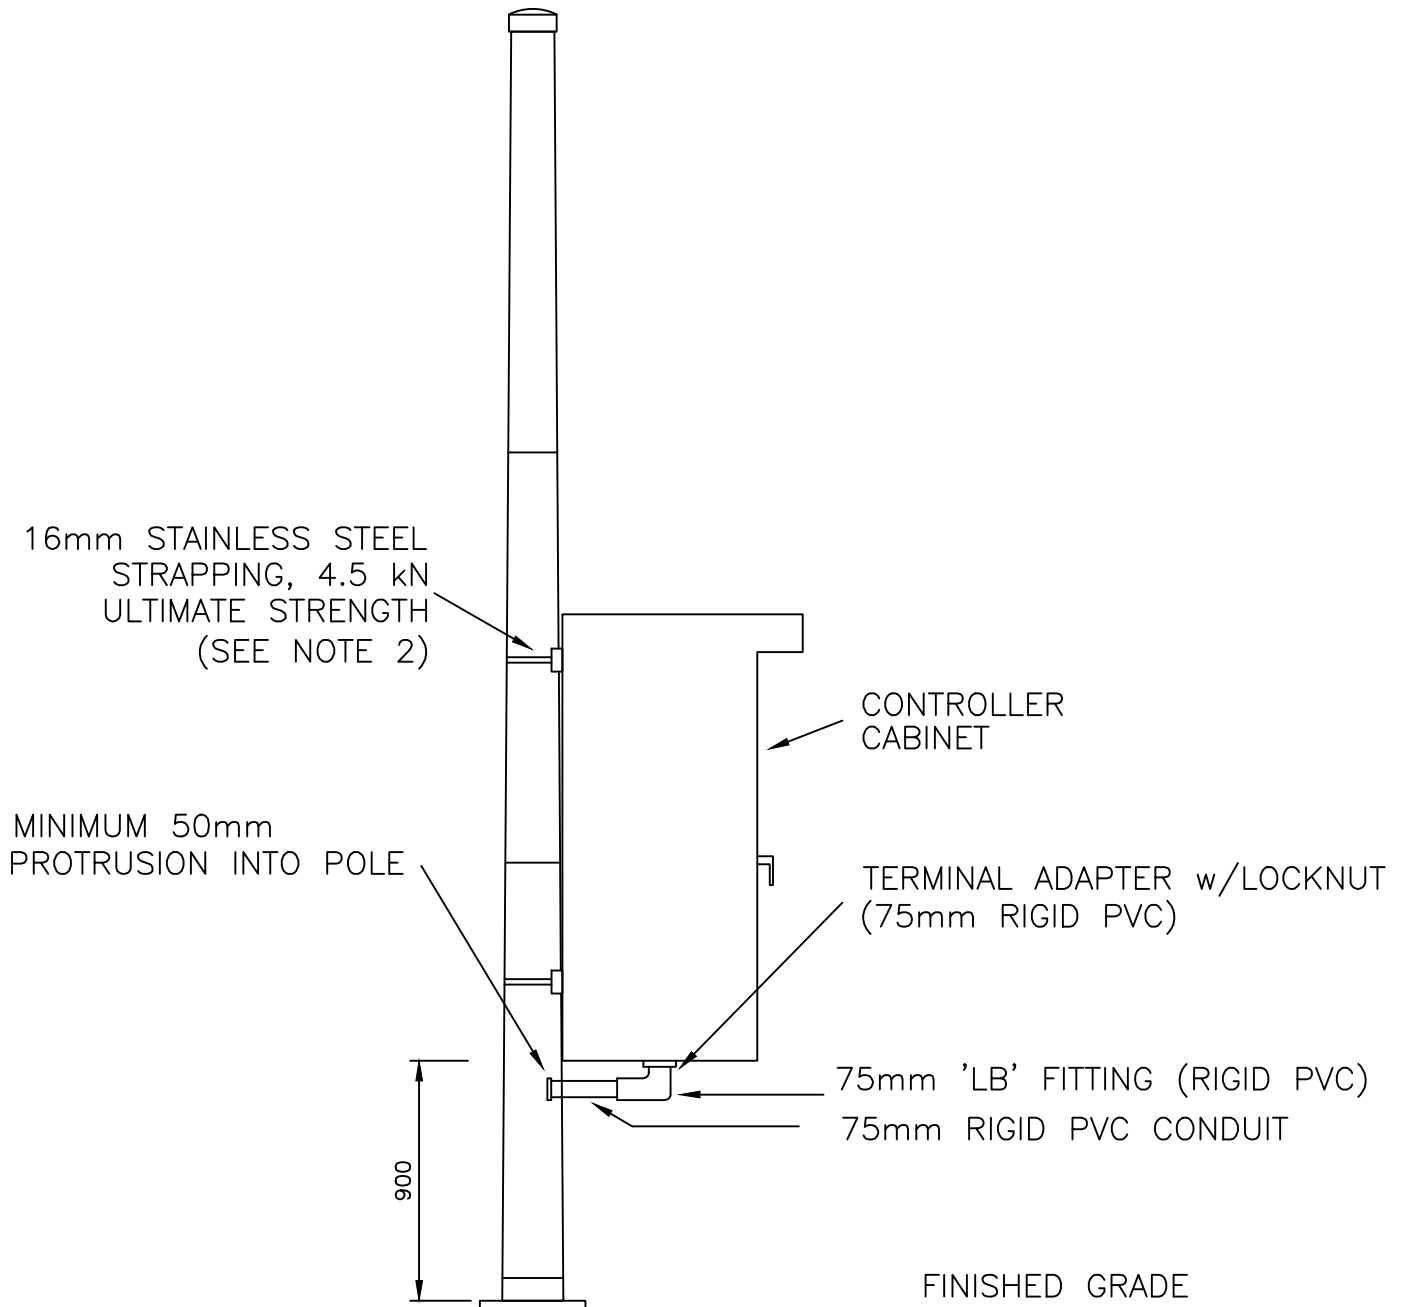 16mm STAINLESS STEEL
STRAPPING, 4.5 kN
ULTIMATE STRENGTH
(SEE NOTE 2)
CONTROLLER
CABINET
MINIMUM 50mm
PROTRUSION INTO POLE
TERMINAL ADAPTER w/LOCKNUT
(75mm RIGID PVC)
75mm 'LB' FITTING (RIGID PVC)
75mm RIGID PVC CONDUIT
900
FINISHED GRADE